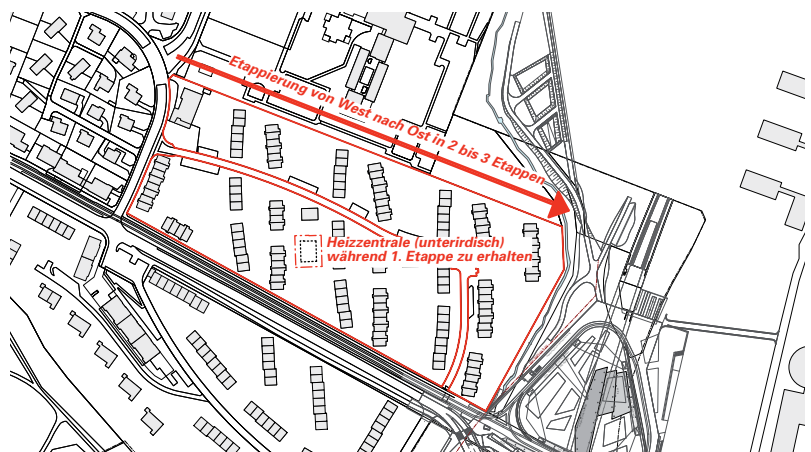 Etappierung von West nach Ost in 2 bis 3 Etappen
Heizzentrale (unterirdisch)
während 1. Etappe zu erhalten